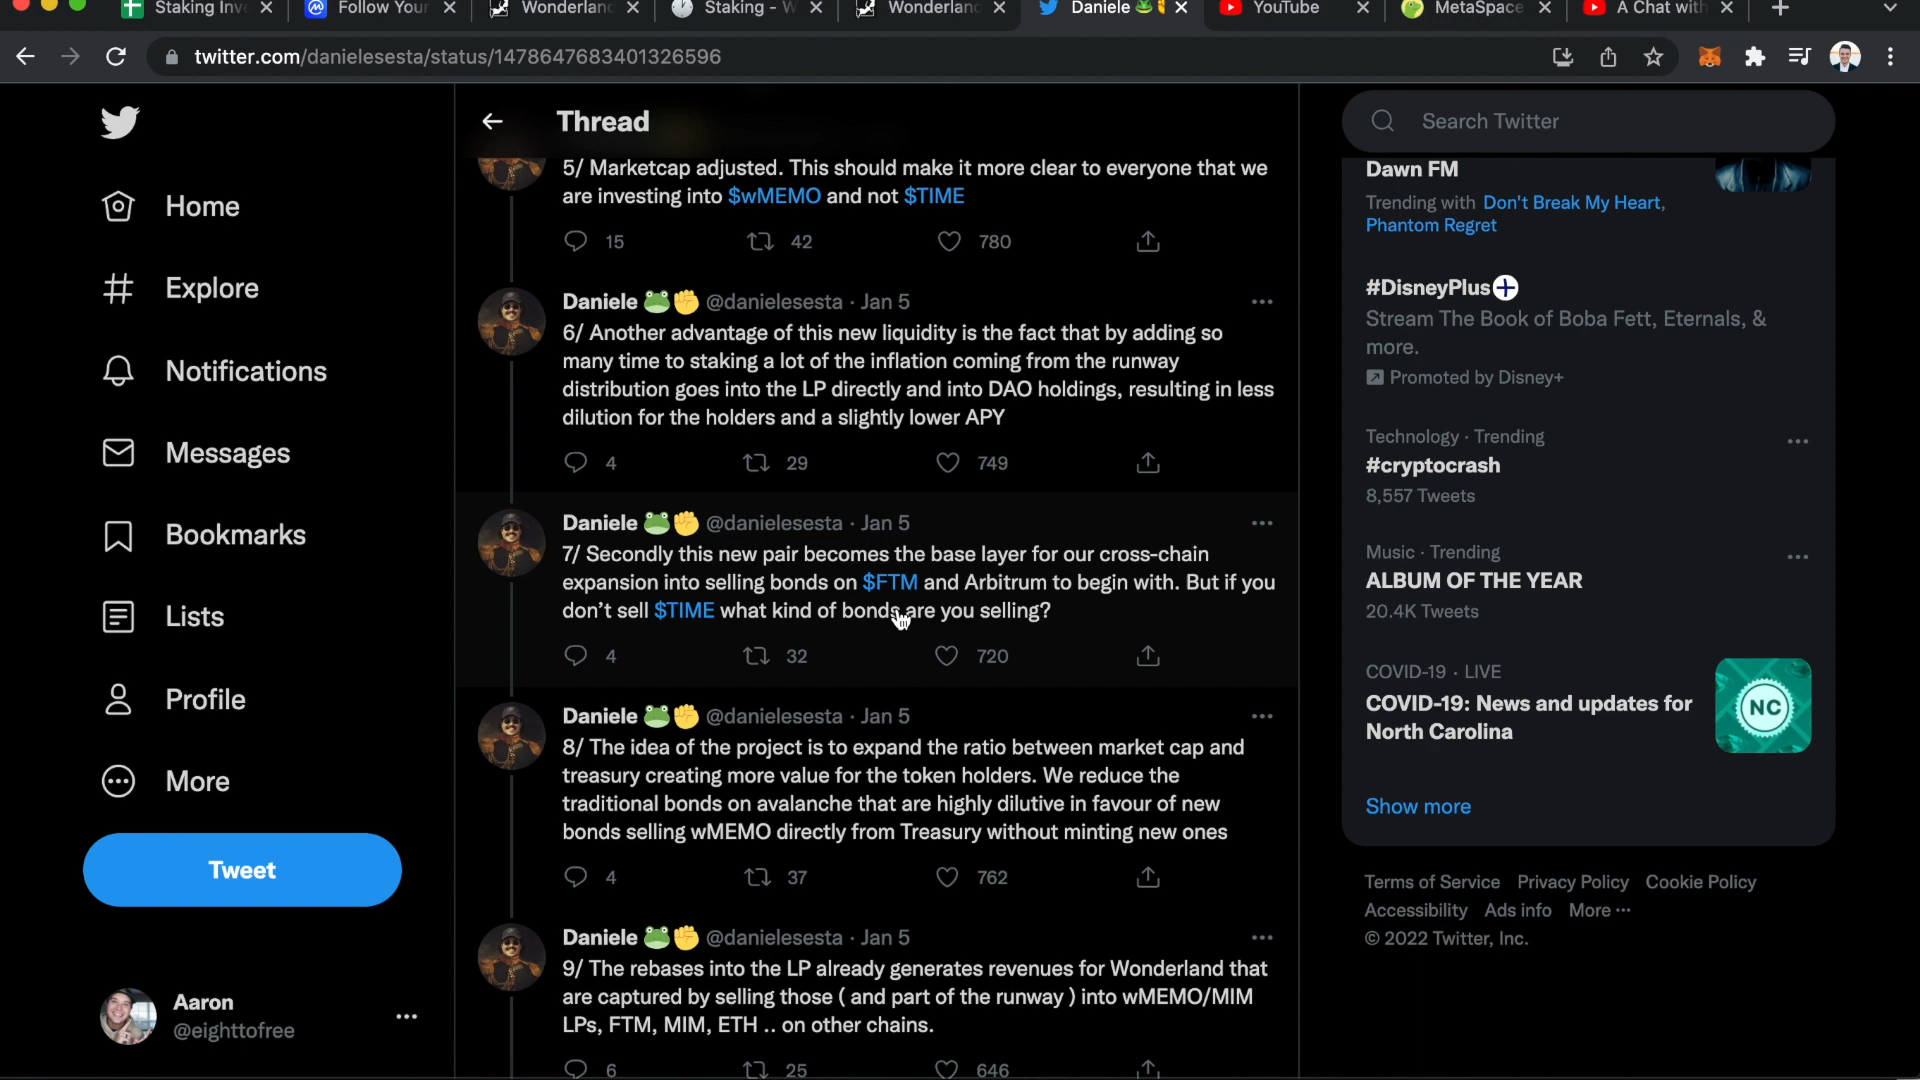 Staking Inv
Follow Your
Wonderland
Staking - W
Wonderland
Daniele
YouTube
MetaSpace
A Chat with
twitter.com/danielesesta/status/1478647683401326596
Home
Explore
Notifications
Messages
Bookmarks
Lists
Profile
More
Tweet
Aaron
@eighttofree
Thread
5/ Marketcap adjusted. This should make it more clear to everyone that we
are investing into $wMEMO and not $TIME
15 42 780
Daniele 🐸✊ @danielesesta · Jan 5
6/ Another advantage of this new liquidity is the fact that by adding so
many time to staking a lot of the inflation coming from the runway
distribution goes into the LP directly and into DAO holdings, resulting in less
dilution for the holders and a slightly lower APY
4 29 749
Daniele 🐸✊ @danielesesta · Jan 5
7/ Secondly this new pair becomes the base layer for our cross-chain
expansion into selling bonds on $FTM and Arbitrum to begin with. But if you
don't sell $TIME what kind of bonds are you selling?
4 32 720
Daniele 🐸✊ @danielesesta · Jan 5
8/ The idea of the project is to expand the ratio between market cap and
treasury creating more value for the token holders. We reduce the
traditional bonds on avalanche that are highly dilutive in favour of new
bonds selling wMEMO directly from Treasury without minting new ones
4 37 762
Daniele 🐸✊ @danielesesta · Jan 5
9/ The rebases into the LP already generates revenues for Wonderland that
are captured by selling those ( and part of the runway ) into wMEMO/MIM
LPs, FTM, MIM, ETH .. on other chains.
6 25 646
Search Twitter
Dawn FM
Trending with Don't Break My Heart,
Phantom Regret
#DisneyPlus
Stream The Book of Boba Fett, Eternals, &
more.
Promoted by Disney+
Technology · Trending
#cryptocrash
8,557 Tweets
Music · Trending
ALBUM OF THE YEAR
20.4K Tweets
COVID-19 · LIVE
COVID-19: News and updates for
North Carolina
NC
Show more
Terms of Service Privacy Policy Cookie Policy
Accessibility Ads info More ···
© 2022 Twitter, Inc.